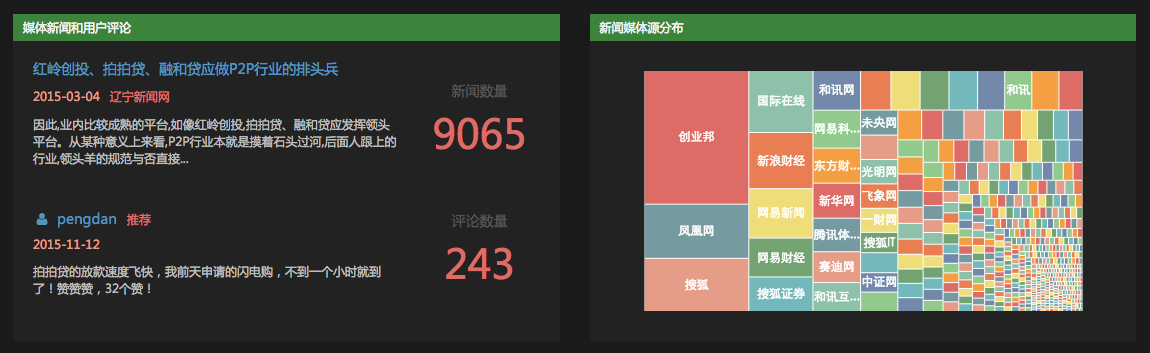 媒体新闻和用户评论
红岭创投、拍拍贷、融和贷应做P2P行业的排头兵
2015-03-04 辽宁新闻网
因此,业内比较成熟的平台,如像红岭创投,拍拍贷、融和贷应发挥领头
平台。从某种意义上来看,P2P行业本就是摸着石头过河,后面人跟上的
行业,领头羊的规范与否直接...
新闻数量
9065
pengdan 推荐
2015-11-12
拍拍贷的放款速度飞快，我前天申请的闪电购，不到一个小时就到
了！赞赞赞，32个赞！
评论数量
243
新闻媒体源分布
创业邦
凤凰网
搜狐
国际在线
新浪财经
网易新闻
网易财经
搜狐证券
和讯网
网易科...
东方财...
新华网
腾讯体...
赛迪网
和讯互...
未央网
光明网
飞象网
一财网
搜狐IT
中证网
和讯